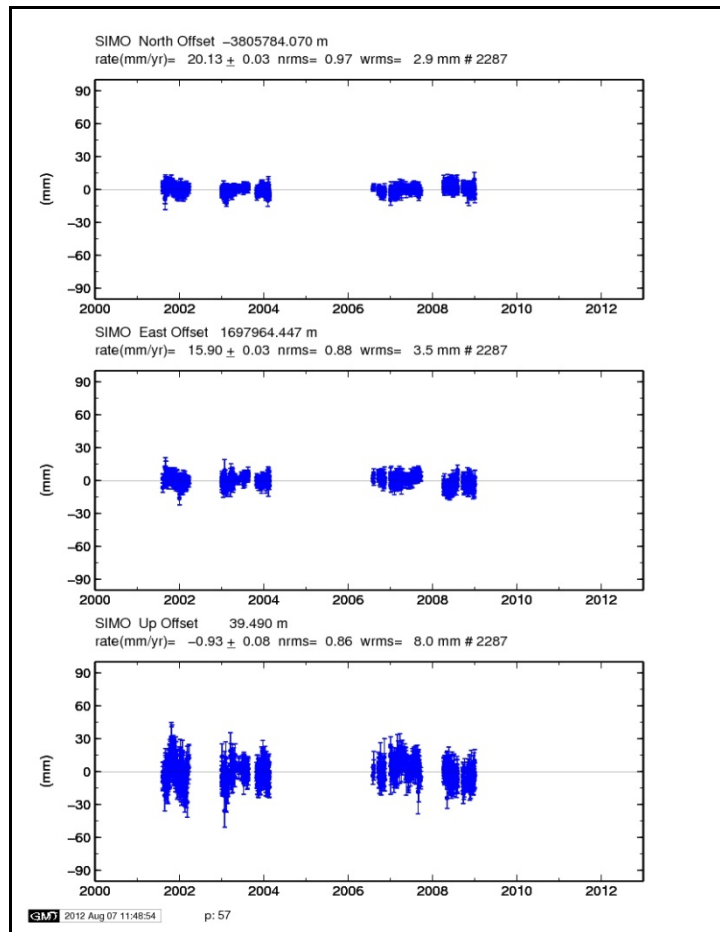 SIMO North Offset −3805784.070 m
rate(mm/yr)= 20.13 ± 0.03 nrms= 0.97 wrms= 2.9 mm # 2287
90
60
30
0
−30
−60
−90
(mm)
2000 2002 2004 2006 2008 2010 2012
SIMO East Offset 1697964.447 m
rate(mm/yr)= 15.90 ± 0.03 nrms= 0.88 wrms= 3.5 mm # 2287
90
60
30
0
−30
−60
−90
(mm)
2000 2002 2004 2006 2008 2010 2012
SIMO Up Offset 39.490 m
rate(mm/yr)= −0.93 ± 0.08 nrms= 0.86 wrms= 8.0 mm # 2287
90
60
30
0
−30
−60
−90
(mm)
2000 2002 2004 2006 2008 2010 2012
GMD 2012 Aug 07 11:48:54 p: 57